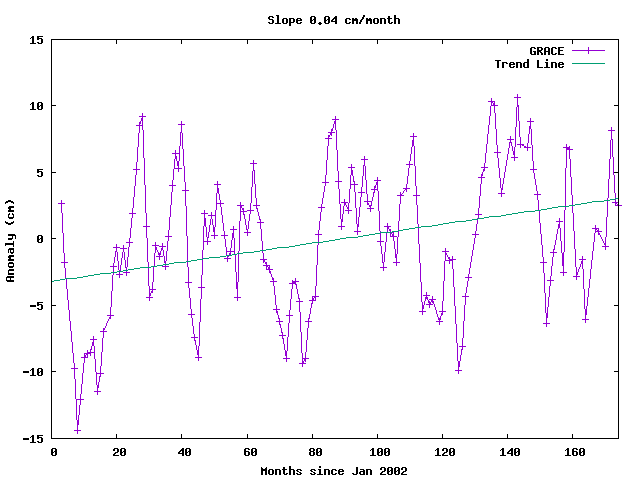 Slope 0.04 cm/month
GRACE
Trend Line
15
10
5
0
-5
-10
-15
Anomaly (cm)
0 20 40 60 80 100 120 140 160
Months since Jan 2002